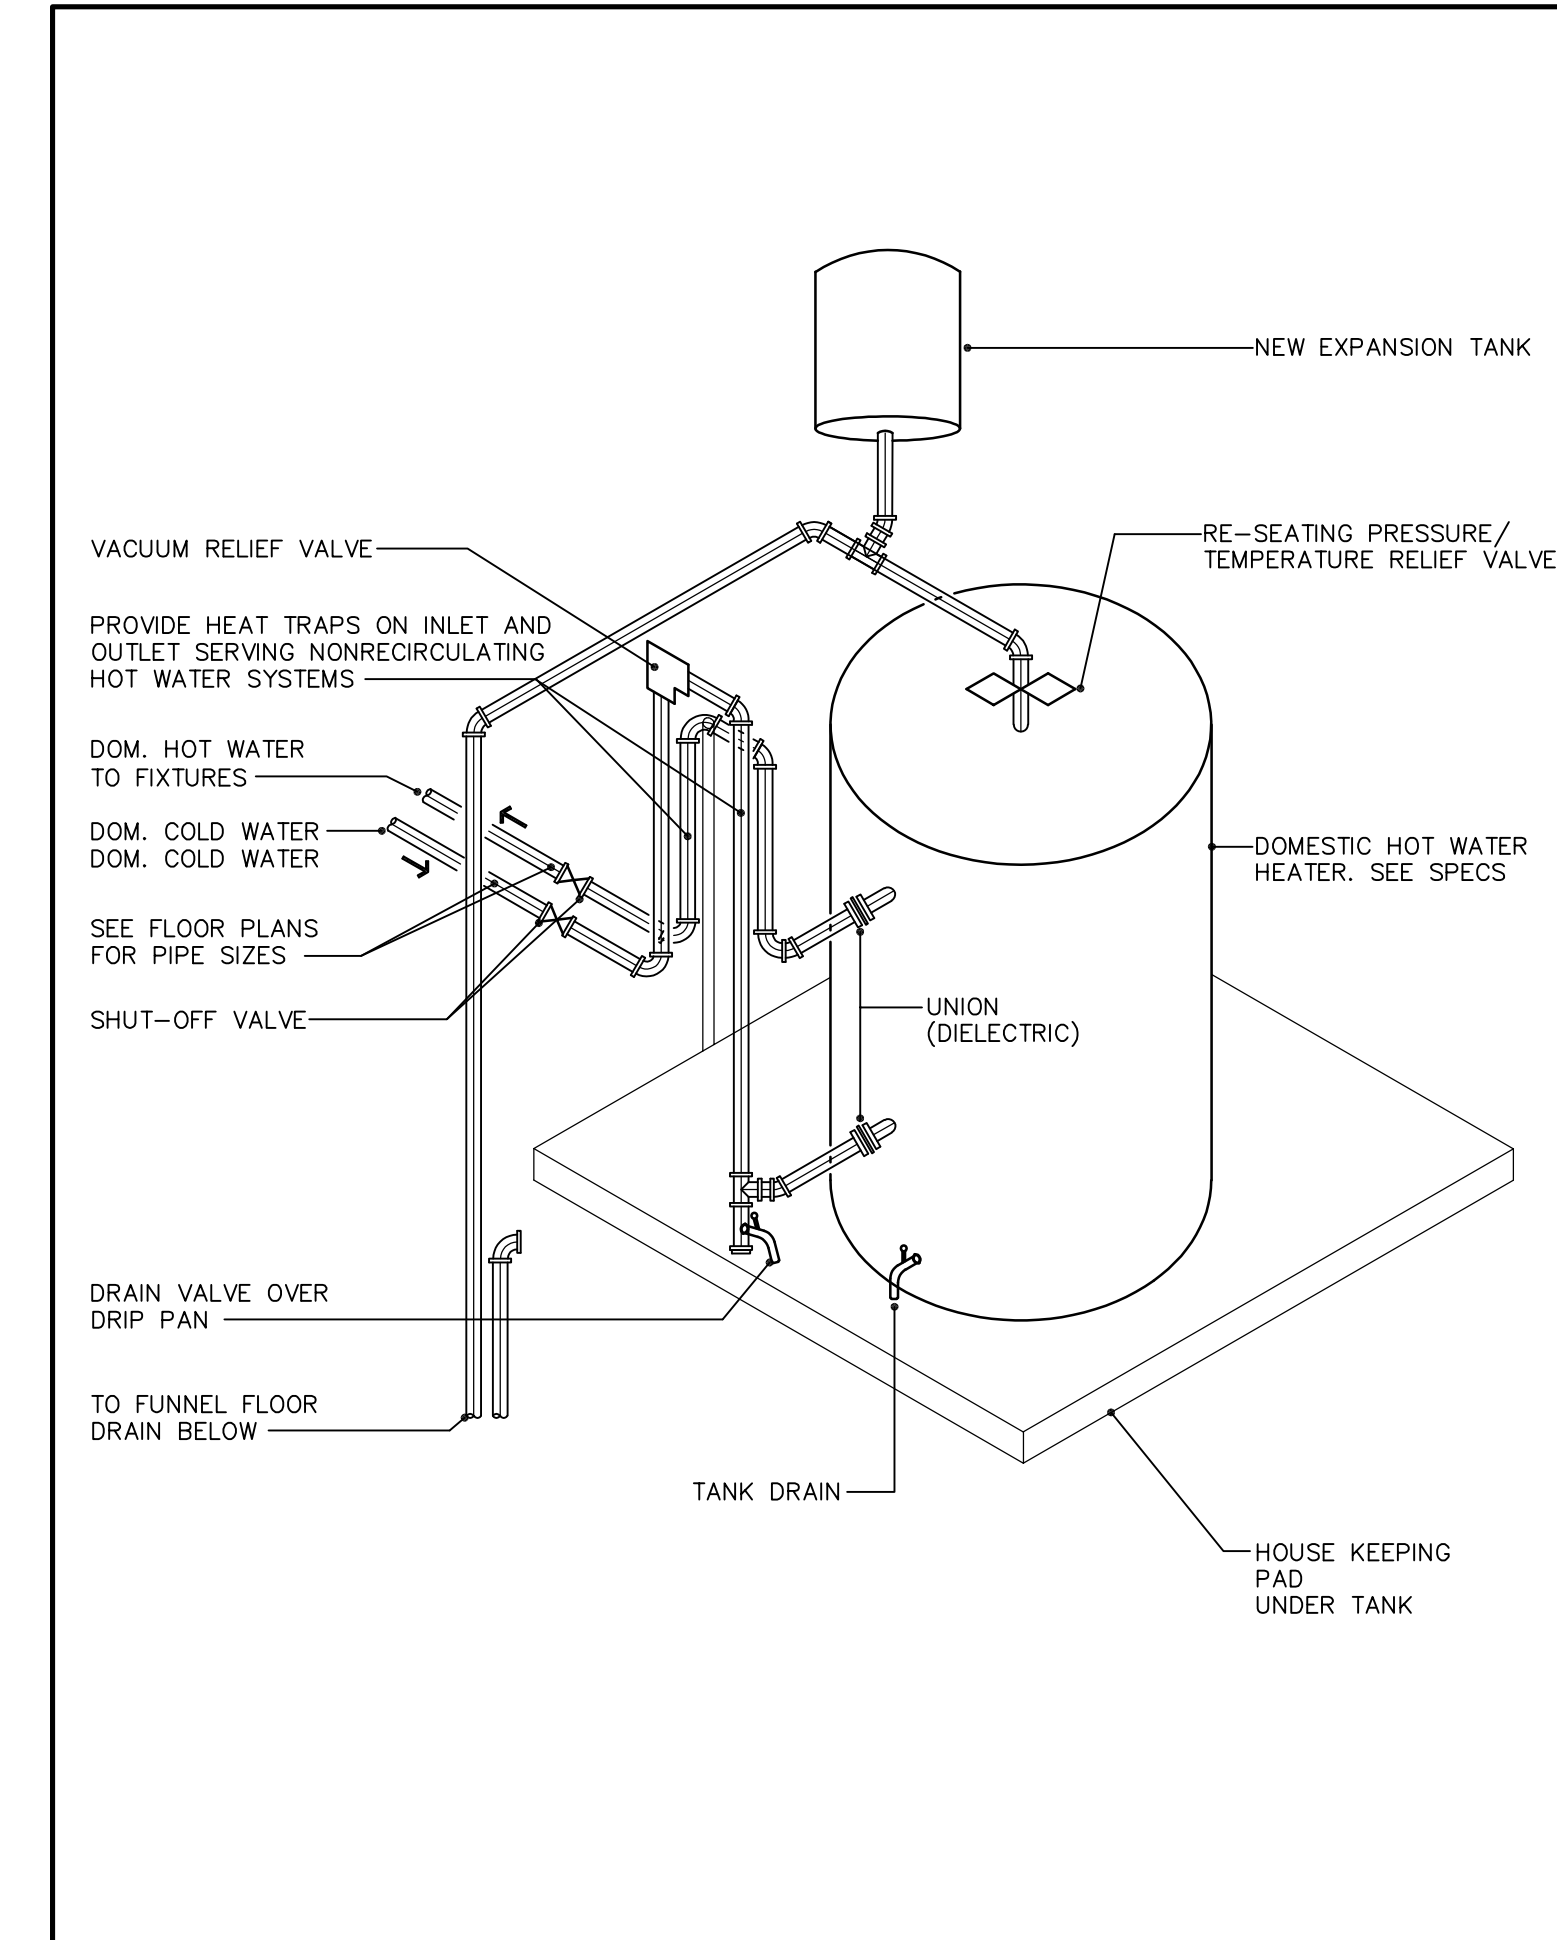 NEW EXPANSION TANK
RE-SEATING PRESSURE/
TEMPERATURE RELIEF VALVE
VACUUM RELIEF VALVE
PROVIDE HEAT TRAPS ON INLET AND
OUTLET SERVING NONRECIRCULATING
HOT WATER SYSTEMS
DOM. HOT WATER
TO FIXTURES
DOM. COLD WATER
DOM. COLD WATER
DOMESTIC HOT WATER
HEATER. SEE SPECS
SEE FLOOR PLANS
FOR PIPE SIZES
SHUT-OFF VALVE
UNION
(DIELECTRIC)
DRAIN VALVE OVER
DRIP PAN
TO FUNNEL FLOOR
DRAIN BELOW
TANK DRAIN
HOUSE KEEPING
PAD
UNDER TANK